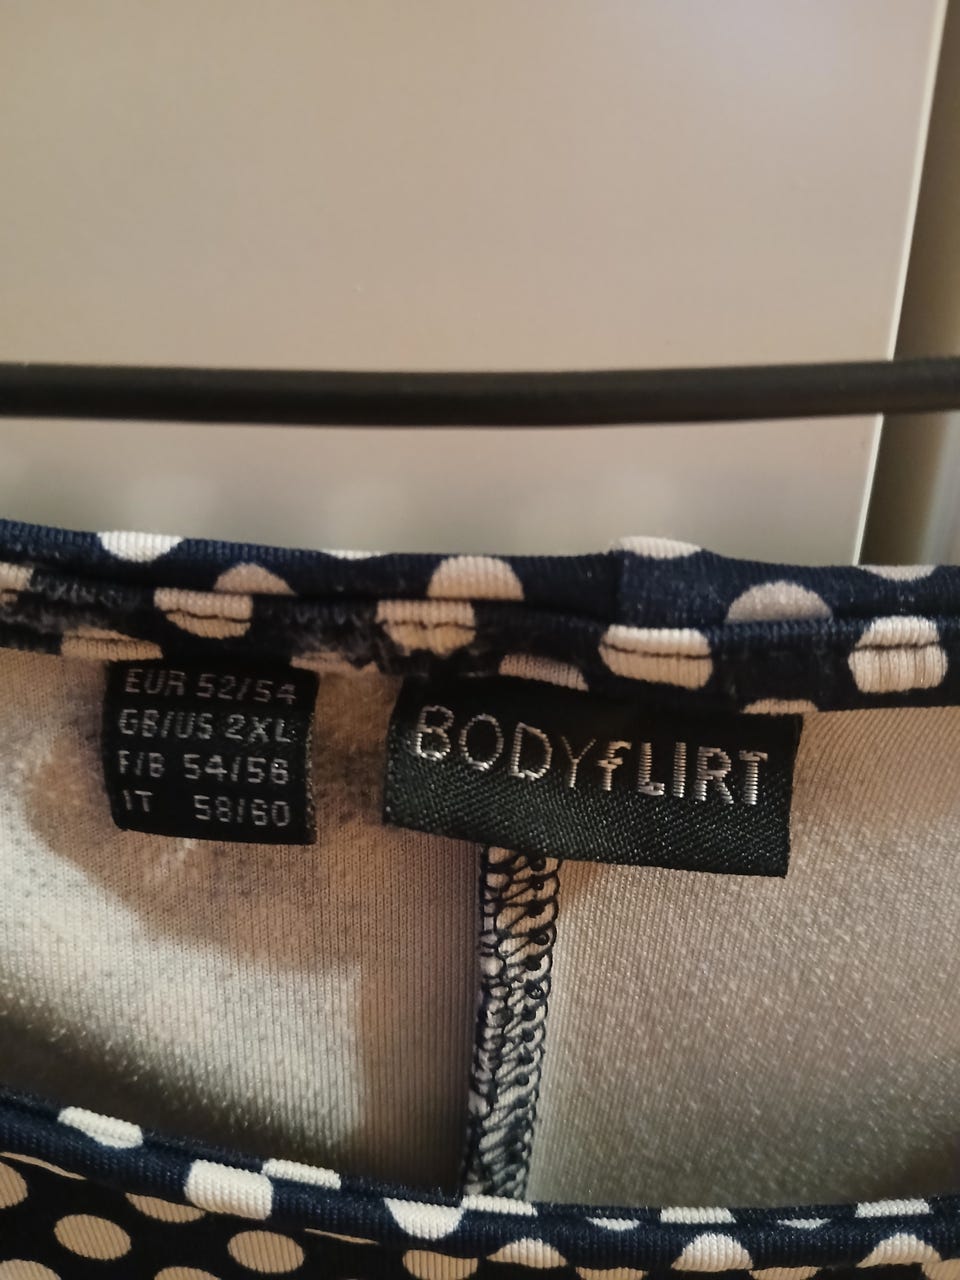 EUR 52/54
GB/US 2XL
F/B 54/56
IT 58/60
BODYfLIRT